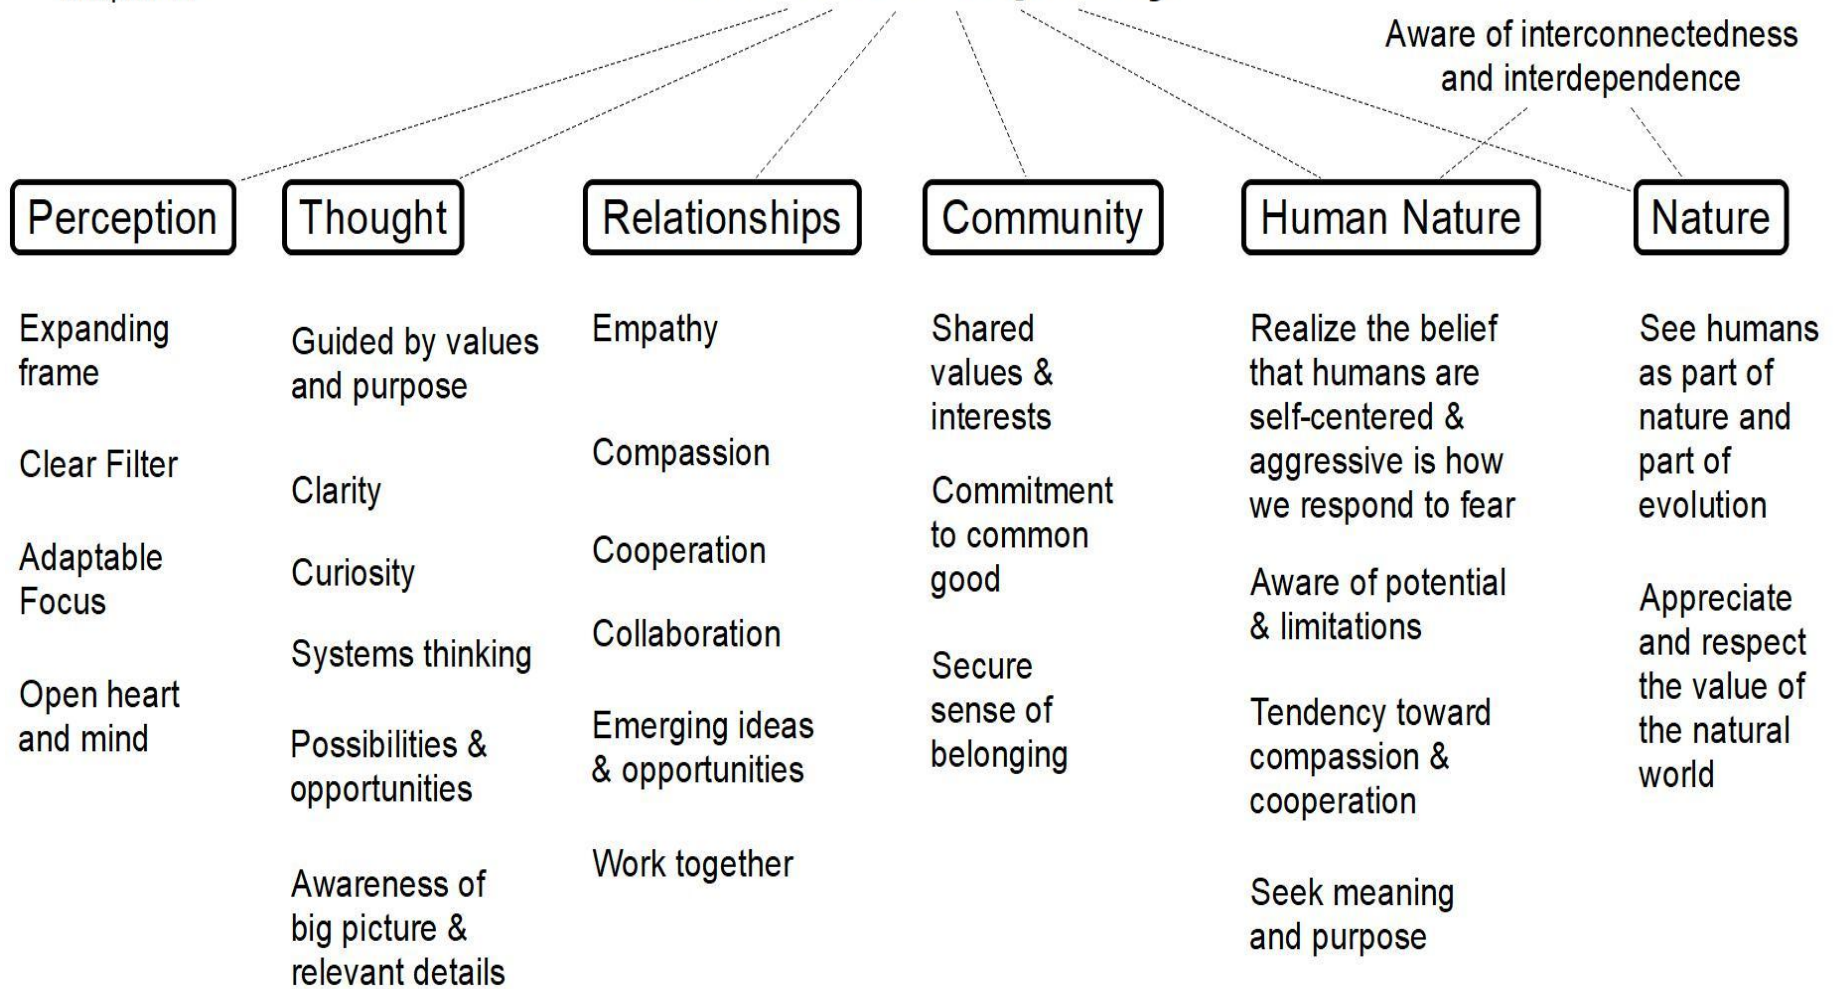 Aware of interconnectedness
and interdependence
Perception
Thought
Relationships
Community
Human Nature
Nature
Expanding
frame
Clear Filter
Adaptable
Focus
Open heart
and mind
Guided by values
and purpose
Clarity
Curiosity
Systems thinking
Possibilities &
opportunities
Awareness of
big picture &
relevant details
Empathy
Compassion
Cooperation
Collaboration
Emerging ideas
& opportunities
Work together
Shared
values &
interests
Commitment
to common
good
Secure
sense of
belonging
Realize the belief
that humans are
self-centered &
aggressive is how
we respond to fear
Aware of potential
& limitations
Tendency toward
compassion &
cooperation
Seek meaning
and purpose
See humans
as part of
nature and
part of
evolution
Appreciate
and respect
the value of
the natural
world